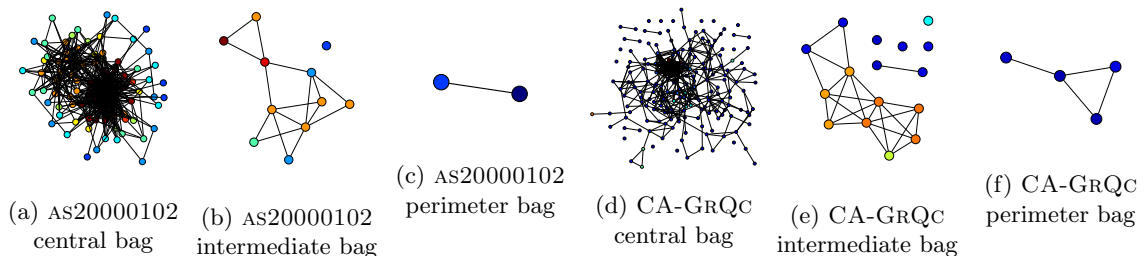 (a) AS20000102
central bag
(b) AS20000102
intermediate bag
(c) AS20000102
perimeter bag
(d) CA-GRQC
central bag
(e) CA-GRQC
intermediate bag
(f) CA-GRQC
perimeter bag